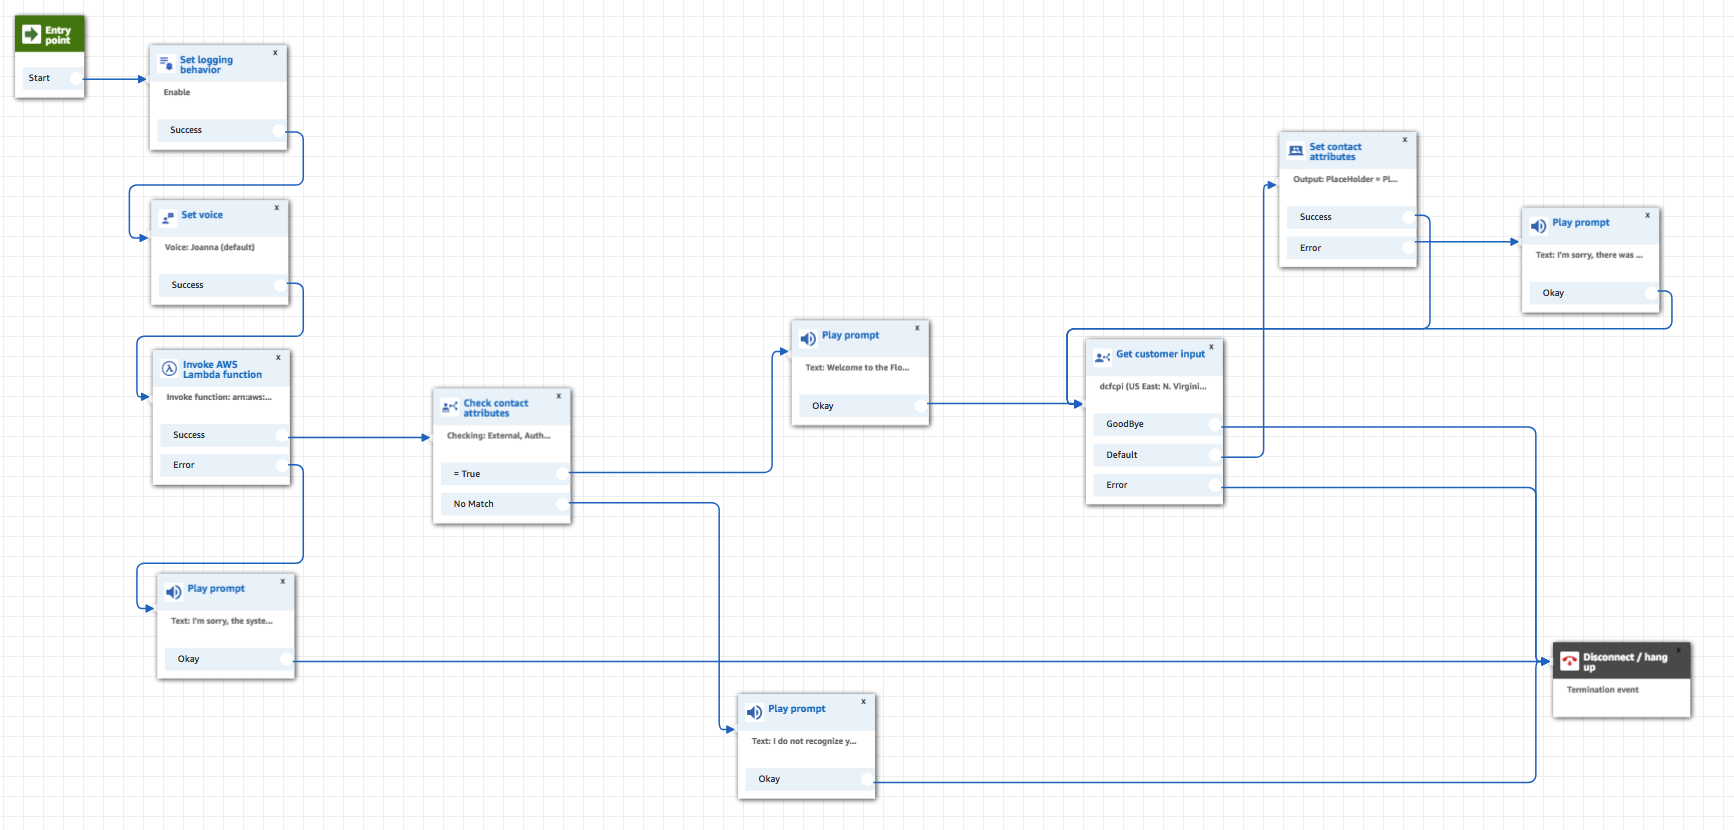 Entry
point
Start
x
Set logging
behavior
Enable
Success
x
Set voice
Voice: Joanna (default)
Success
x
Invoke AWS
Lambda function
Invoke function: arn:aws:...
Success
Error
x
Play prompt
Text: I'm sorry, the syste...
Okay
x
Check contact
attributes
Checking: External, Auth...
= True
No Match
x
Play prompt
Text: Welcome to the Flo...
Okay
x
Play prompt
Text: I do not recognize y...
Okay
x
Get customer input
dcfcpi (US East: N. Virgini...
GoodBye
Default
Error
x
Set contact
attributes
Output: PlaceHolder = Pl...
Success
Error
x
Play prompt
Text: I'm sorry, there was ...
Okay
x
Disconnect / hang
up
Termination event